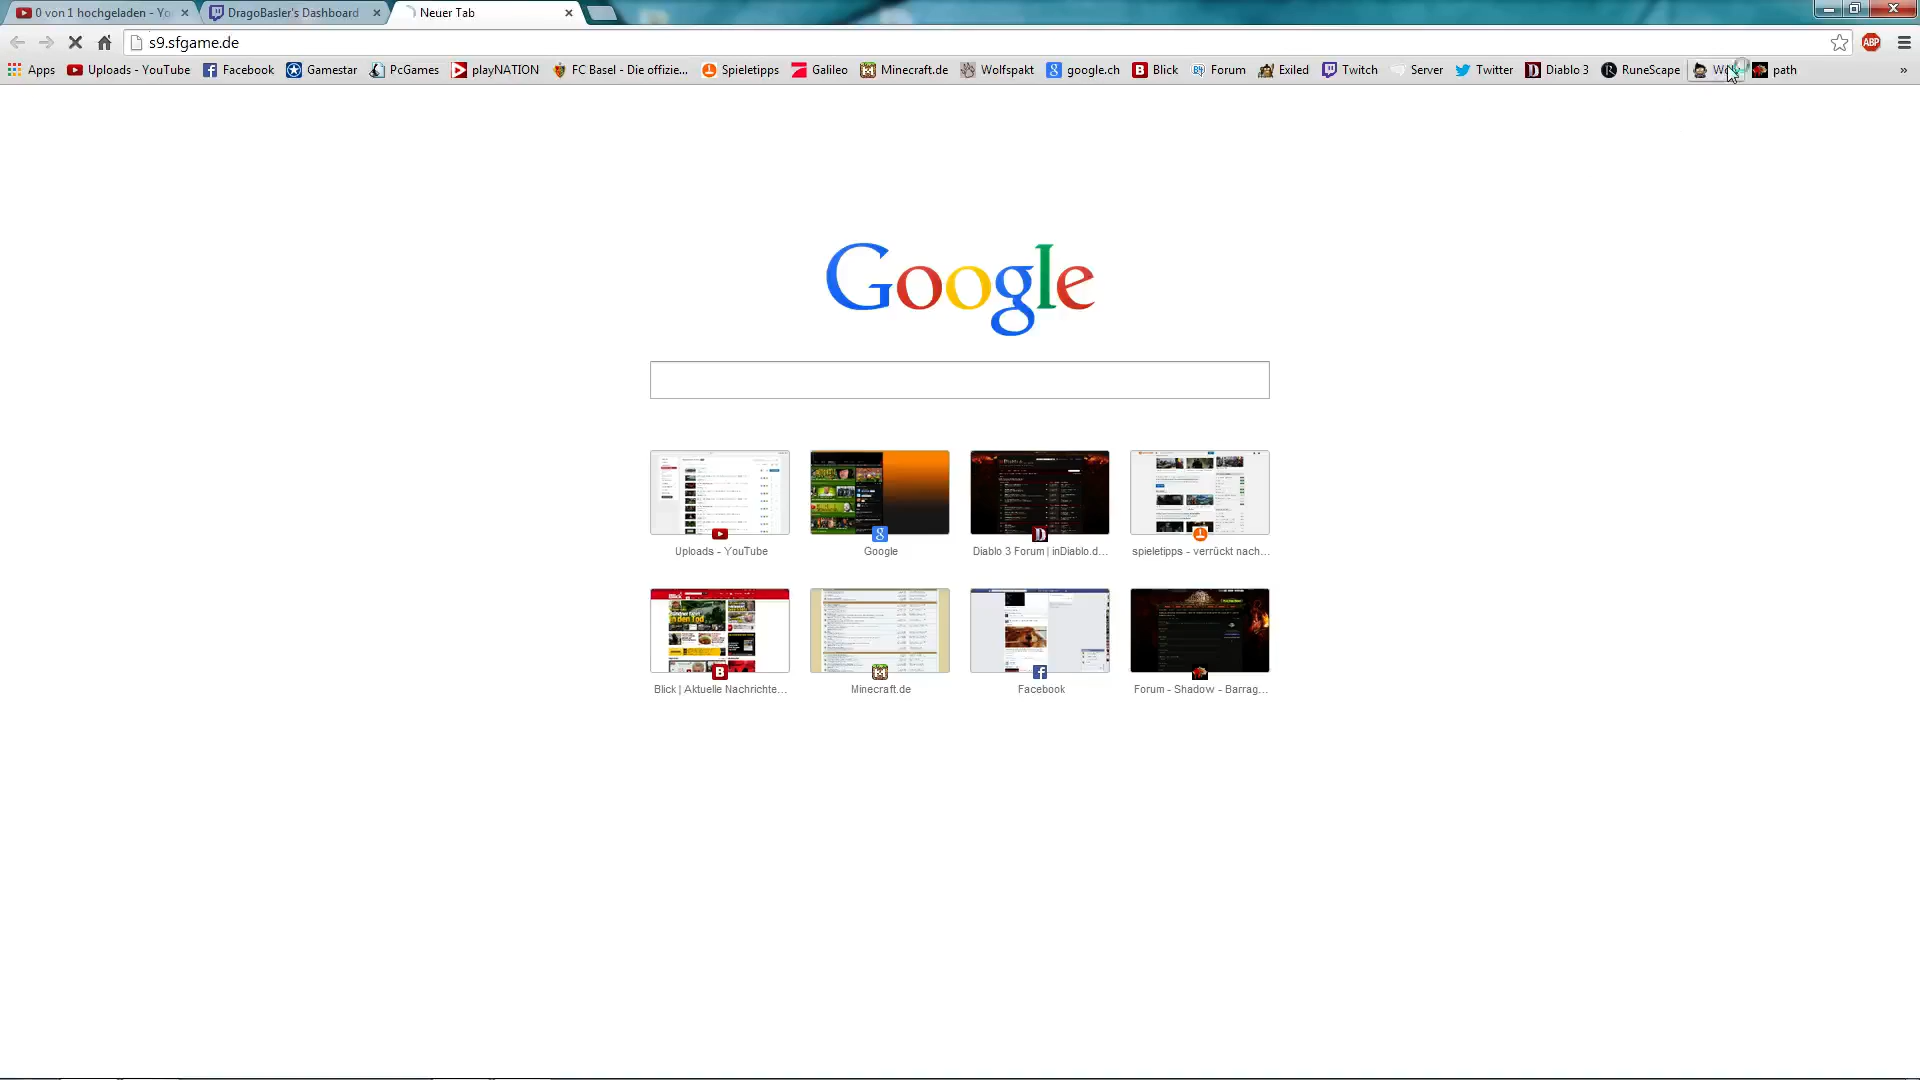 0 von 1 hochgeladen - Yo
DragoBasler's Dashboard
Neuer Tab
s9.sfgame.de
ABP
Apps
Uploads - YouTube
Facebook
Gamestar
PcGames
playNATION
FC Basel - Die offizie...
Spieletipps
Galileo
Minecraft.de
Wolfspakt
google.ch
Blick
Forum
Exiled
Twitch
Server
Twitter
Diablo 3
RuneScape
path
»
Google
Uploads - YouTube
Google
Diablo 3 Forum | inDiablo.d...
spieletipps - verrückt nach...
Blick | Aktuelle Nachrichte...
Minecraft.de
Facebook
Forum - Shadow - Barrag...